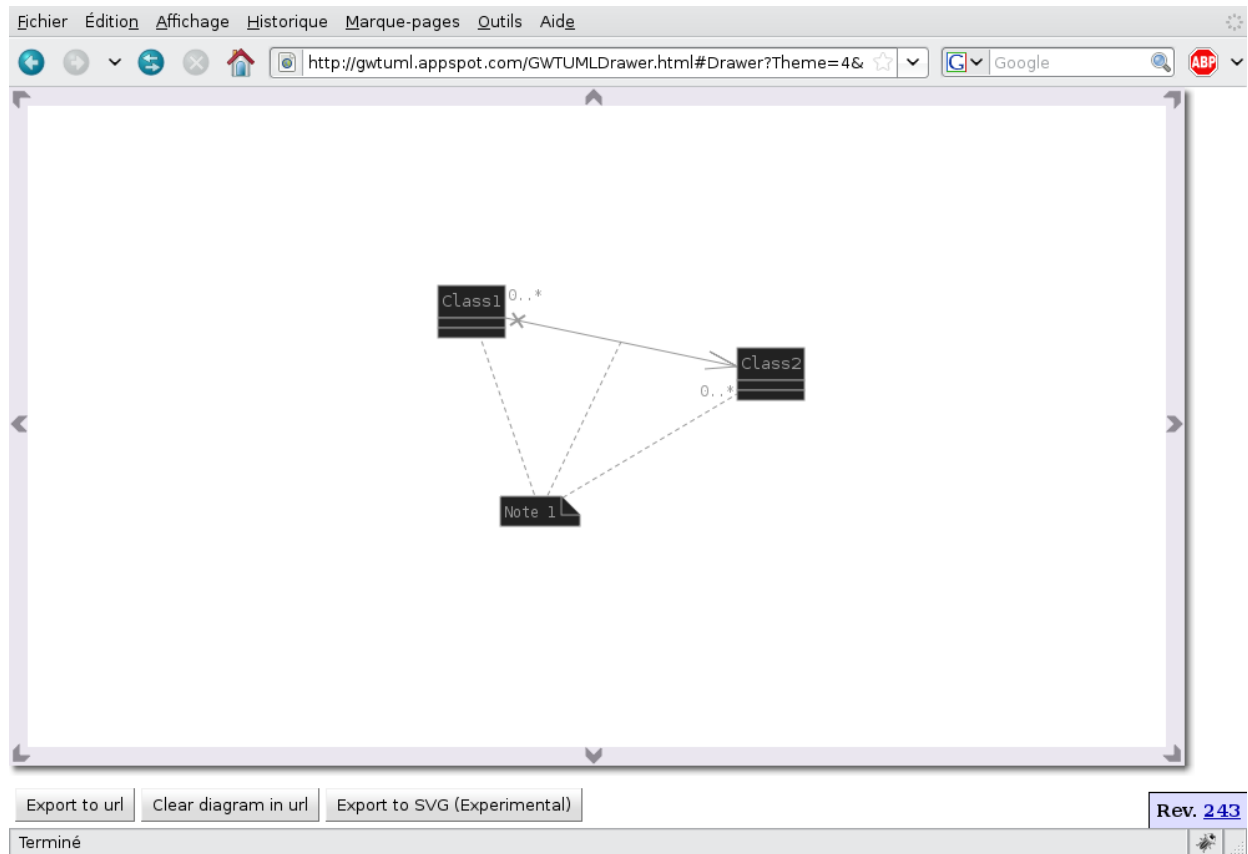 Fichier Édition Affichage Historique Marque-pages Outils Aide
http://gwtuml.appspot.com/GWTUMLDrawer.html#Drawer?Theme=4& G Google ABP
Class1 0..*
Class2
0..*
Note 1
Export to url Clear diagram in url Export to SVG (Experimental)
Rev. 243
Terminé